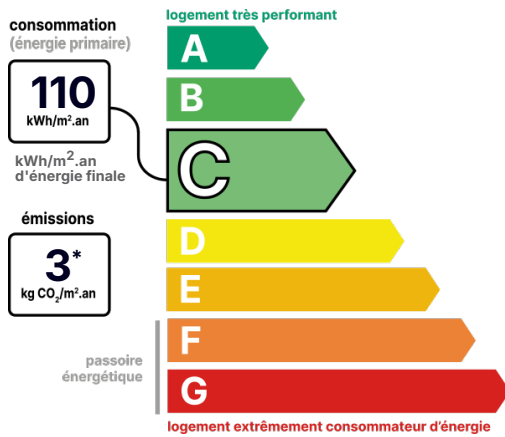 logement très performant
consommation
(énergie primaire)
110
kWh/m².an
kWh/m².an
d'énergie finale
émissions
3*
kg CO₂/m².an
A
B
C
D
E
F
G
passoire
énergétique
logement extrêmement consommateur d'énergie